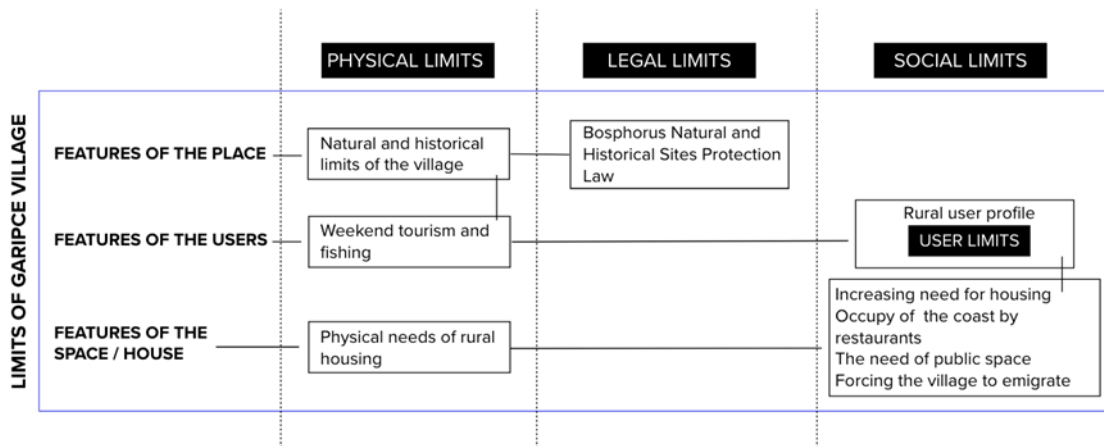 PHYSICAL LIMITS
LEGAL LIMITS
SOCIAL LIMITS
LIMITS OF GARIPCE VILLAGE
FEATURES OF THE PLACE
Natural and historical
limits of the village
Bosphorus Natural and
Historical Sites Protection
Law
FEATURES OF THE USERS
Weekend tourism and
fishing
Rural user profile
USER LIMITS
FEATURES OF THE
SPACE / HOUSE
Physical needs of rural
housing
Increasing need for housing
Occupy of the coast by
restaurants
The need of public space
Forcing the village to emigrate